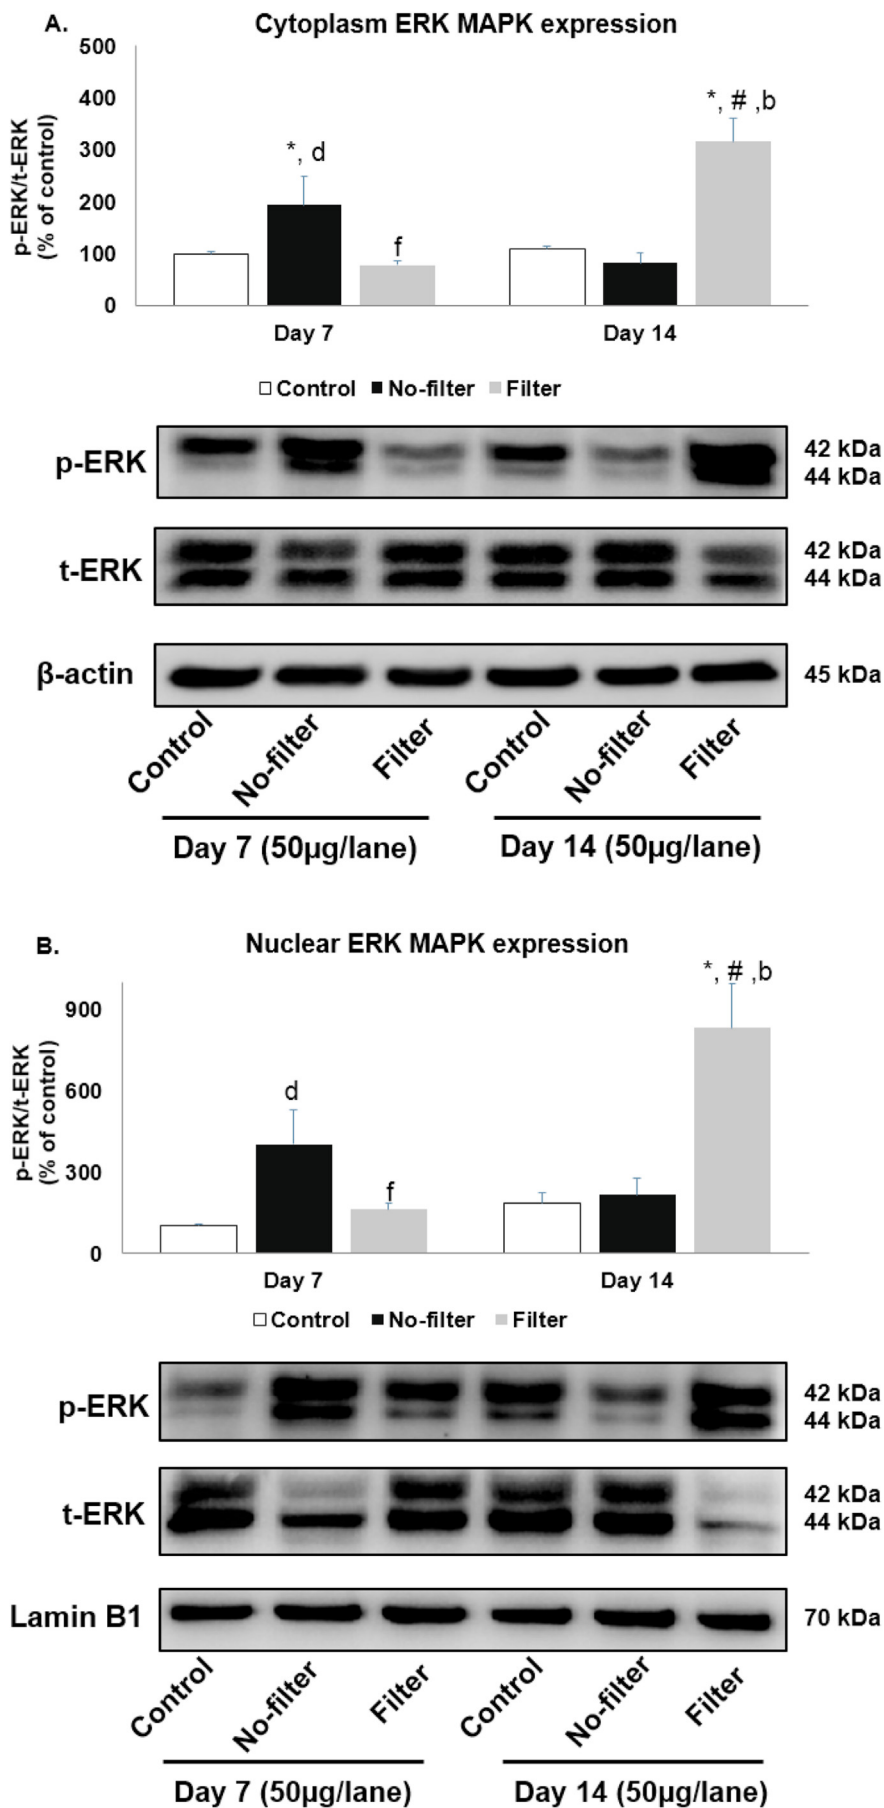 A.
Cytoplasm ERK MAPK expression
p-ERK/t-ERK
(% of control)
500
400
300
200
100
0
*, d
f
*, # ,b
Day 7
Day 14
Control No-filter Filter
p-ERK
42 kDa
44 kDa
t-ERK
42 kDa
44 kDa
β-actin
45 kDa
Control
No-filter
Filter
Control
No-filter
Filter
Day 7 (50µg/lane)
Day 14 (50µg/lane)
B.
Nuclear ERK MAPK expression
p-ERK/t-ERK
(% of control)
900
600
300
0
d
f
*, # ,b
Day 7
Day 14
Control No-filter Filter
p-ERK
42 kDa
44 kDa
t-ERK
42 kDa
44 kDa
Lamin B1
70 kDa
Control
No-filter
Filter
Control
No-filter
Filter
Day 7 (50µg/lane)
Day 14 (50µg/lane)